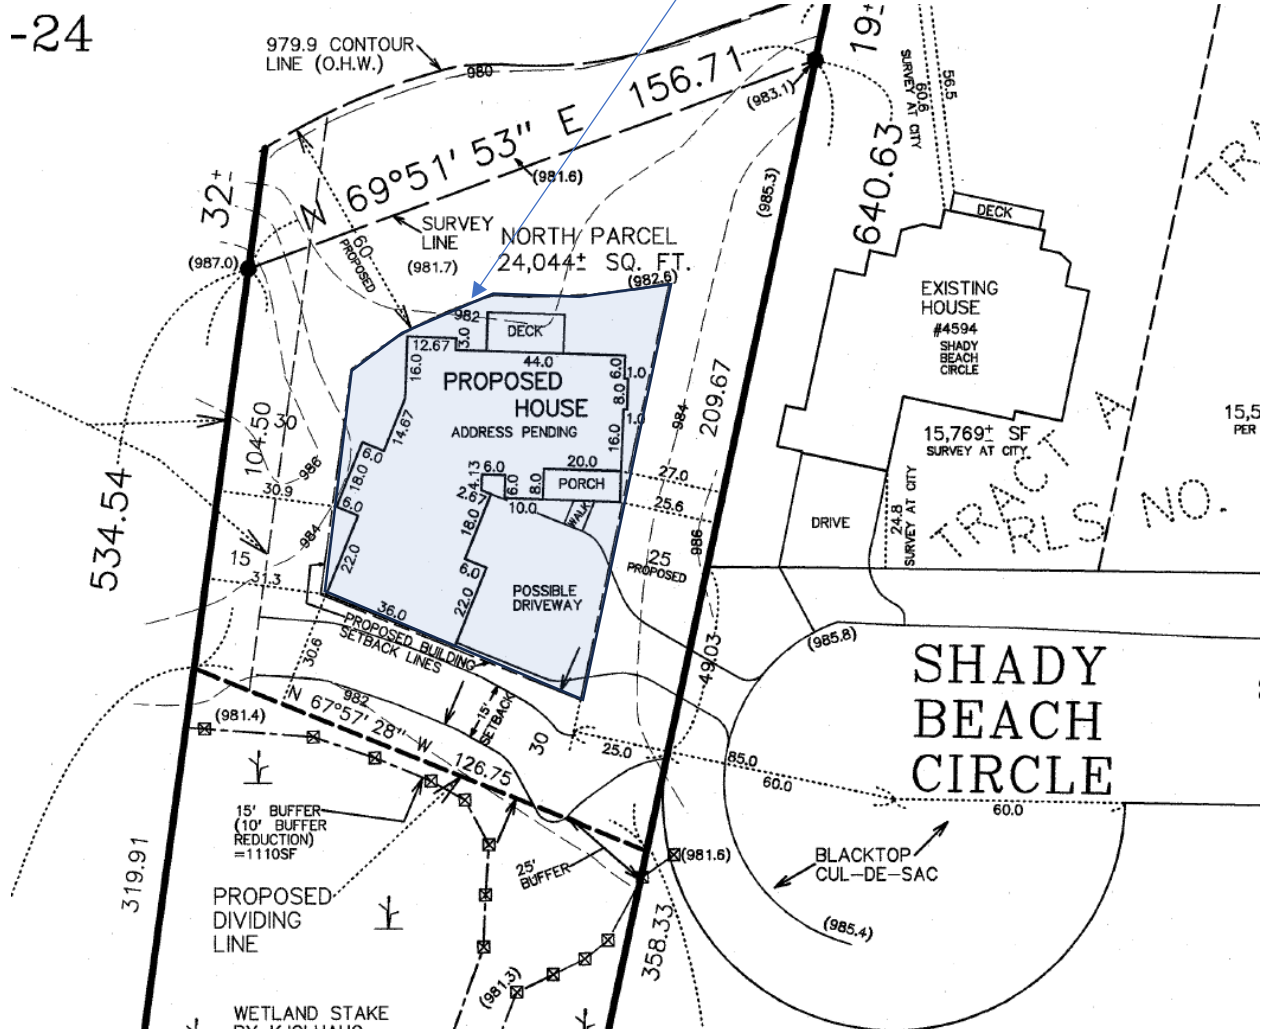 -24
979.9 CONTOUR
LINE (O.H.W.)
980
N 69°51' 53" E 156.71
(983.1)
19±
SURVEY AT CITY
60.6
56.5
32±
(981.6)
(985.3)
640.63
TRA
DECK
SURVEY
LINE
60
PROPOSED
NORTH PARCEL
24,044± SQ. FT.
(987.0)
(981.7)
(982.6)
EXISTING
HOUSE
#4594
SHADY
BEACH
CIRCLE
982
DECK
12.67
3.0
44.0
16.0
6.0
1.0
8.0
PROPOSED
HOUSE
ADDRESS PENDING
1.0
16.0
14.67
984
209.67
104.50
30
534.54
TRACT A
RLS NO.
15,5
PER
15,769± SF
SURVEY AT CITY
986
6.0
18.0
4.13
6.0
6.0
8.0
20.0
PORCH
27.0
30.9
6.0
2.67
10.0
WALK
25.6
18.0
984
986
DRIVE
24.8
SURVEY AT CITY
15
22.0
25
PROPOSED
31.3
6.0
POSSIBLE
DRIVEWAY
36.0
22.0
PROPOSED BUILDING
SETBACK LINES
30.6
49.03
(985.8)
SHADY
BEACH
CIRCLE
982
N 67°57' 28" W 126.75
15'
SETBACK
30
(981.4)
25.0
85.0
60.0
60.0
15' BUFFER
(10' BUFFER
REDUCTION)
=1110SF
25'
BUFFER
(981.6)
BLACKTOP
CUL-DE-SAC
319.91
PROPOSED
DIVIDING
LINE
358.33
(985.4)
(981.3)
WETLAND STAKE